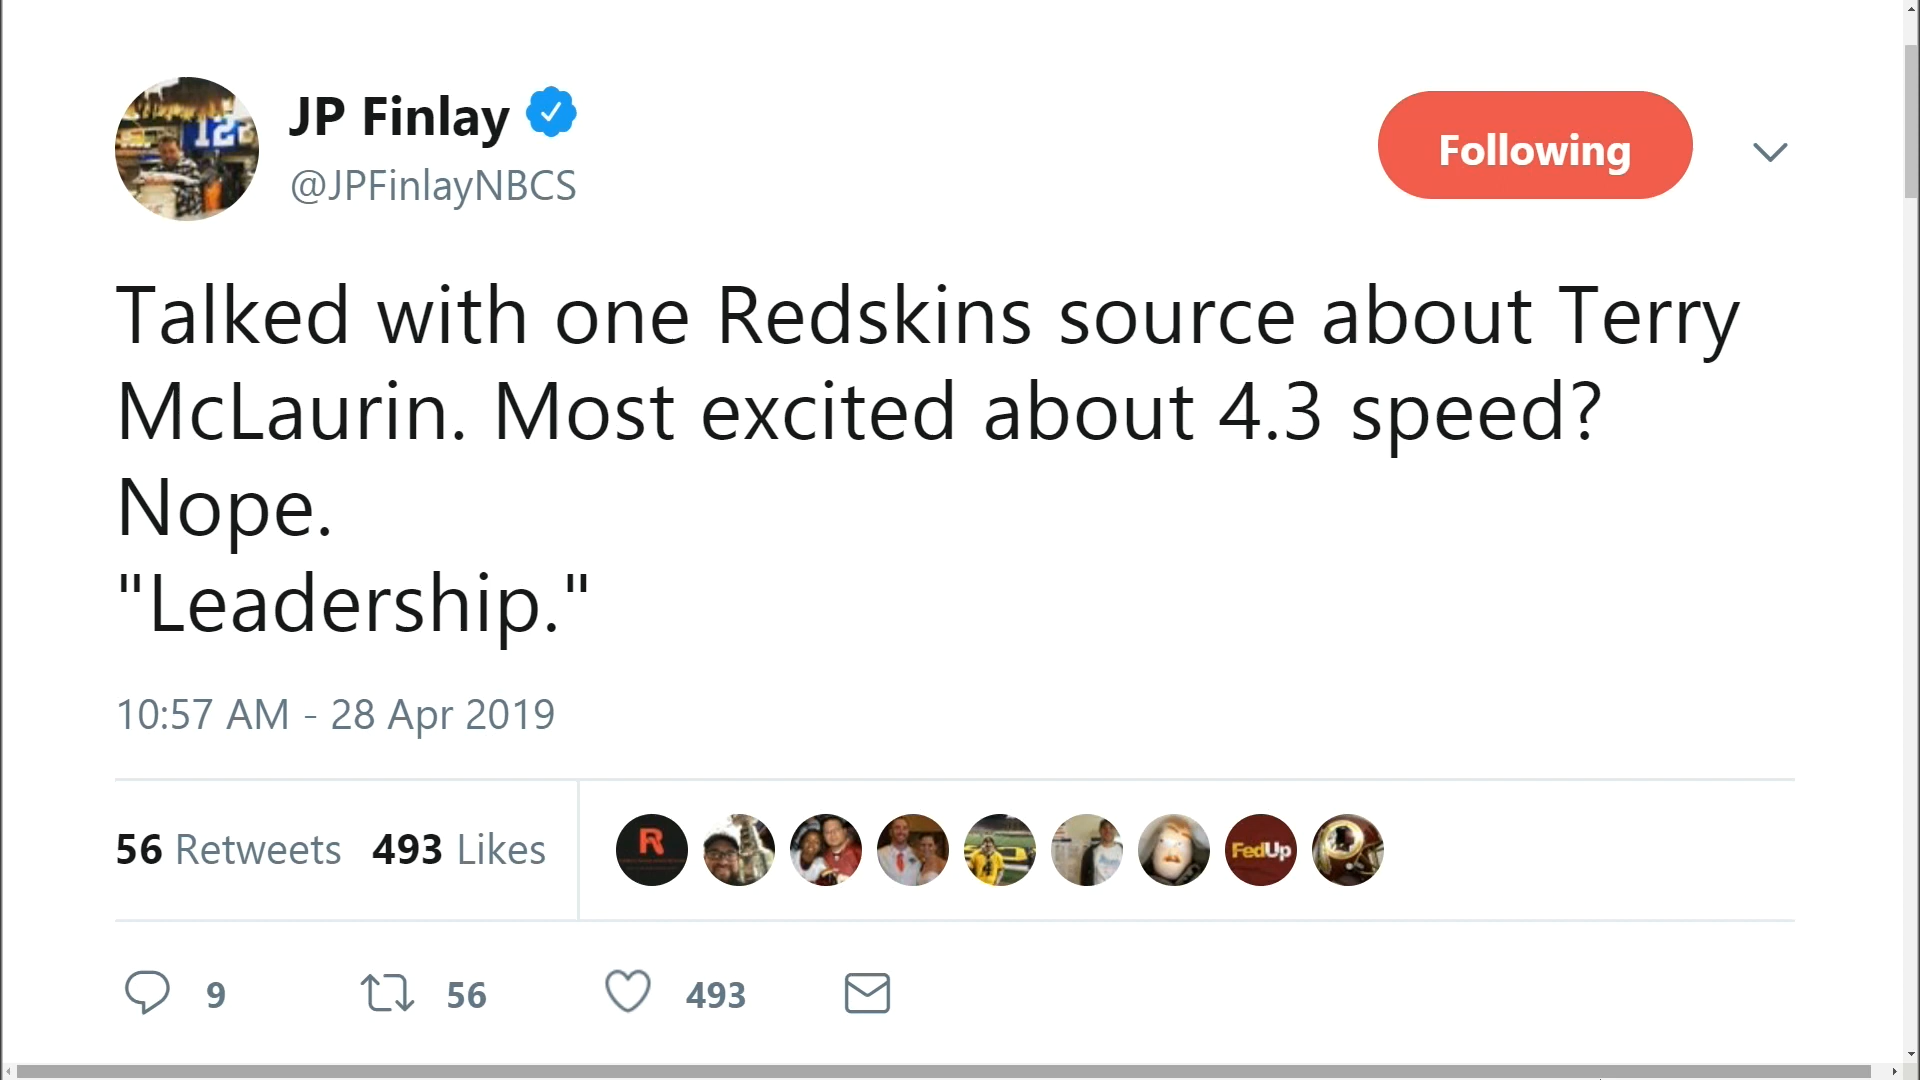 JP Finlay
@JPFinlayNBCS
Following
Talked with one Redskins source about Terry
McLaurin. Most excited about 4.3 speed?
Nope.
"Leadership."
10:57 AM - 28 Apr 2019
56 Retweets 493 Likes
R
FedUp
9 56 493
12